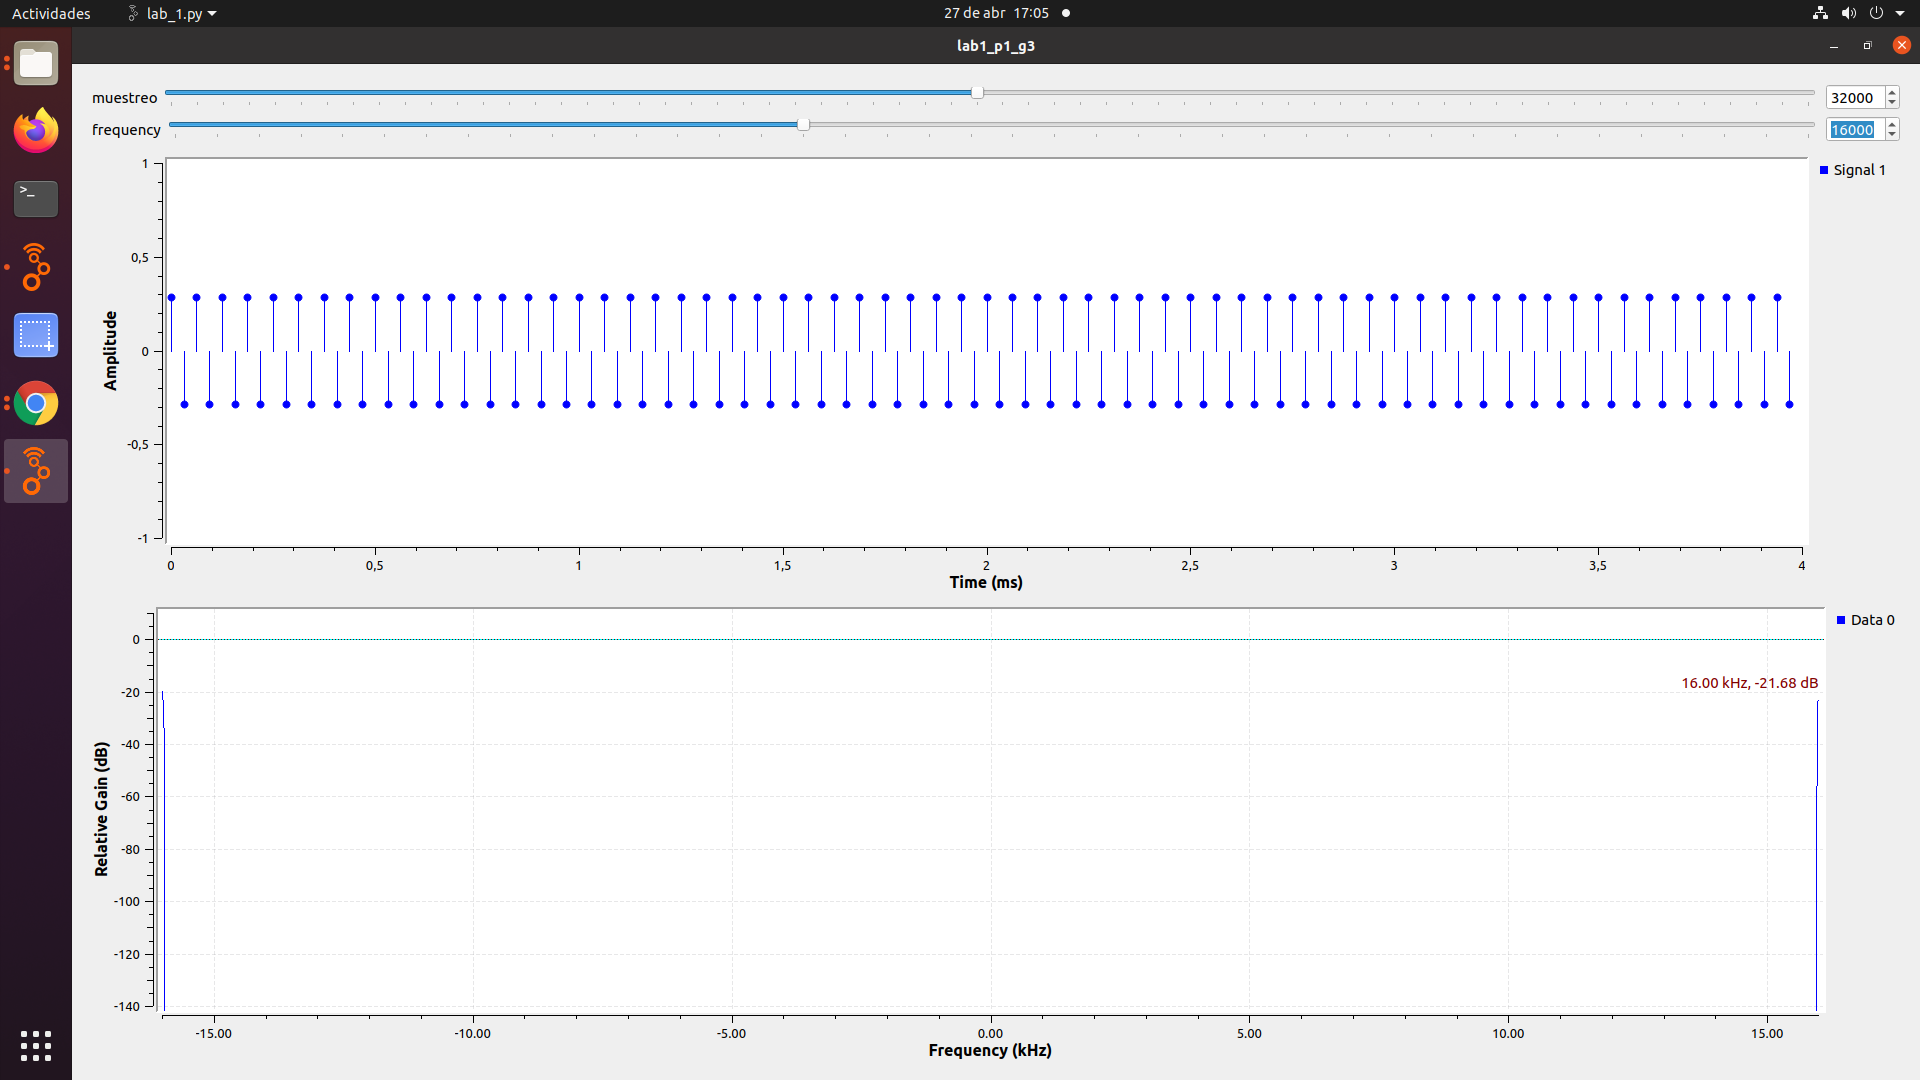 Actividades lab_1.py 27 de abr 17:05
lab1_p1_g3
muestreo 32000
frequency 16000
Signal 1
1
0,5
0
-0,5
-1
Amplitude
0 0,5 1 1,5 2 2,5 3 3,5 4
Time (ms)
Data 0
16.00 kHz, -21.68 dB
0
-20
-40
-60
-80
-100
-120
-140
Relative Gain (dB)
-15.00 -10.00 -5.00 0.00 5.00 10.00 15.00
Frequency (kHz)